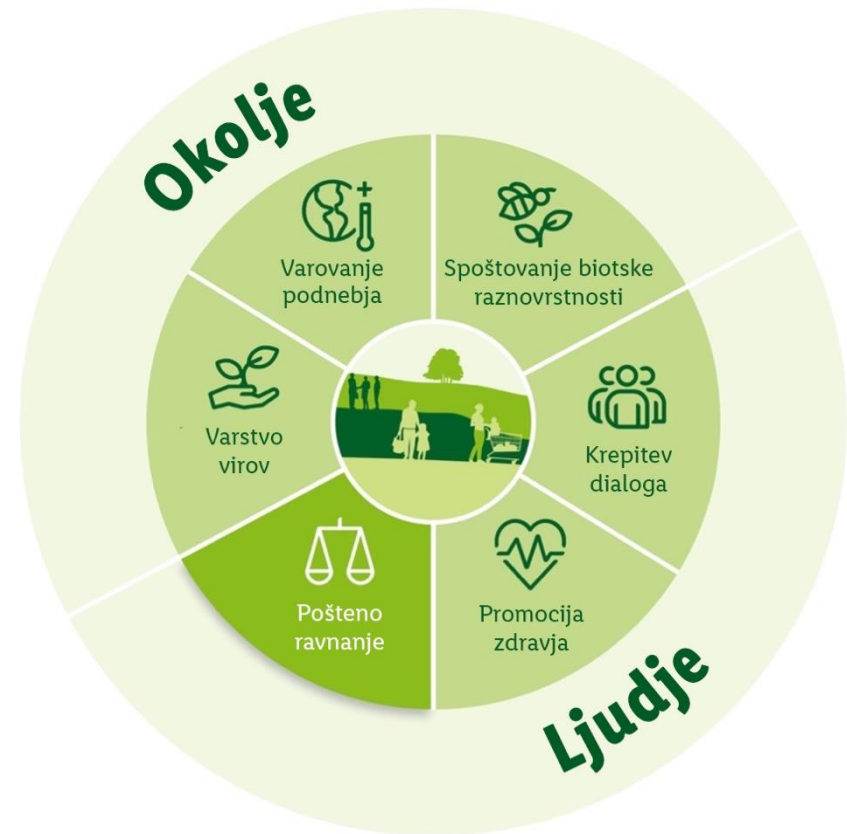 Okolje
Varovanje
podnebja
Spoštovanje biotske
raznovrstnosti
Varstvo
virov
Krepitev
dialoga
Pošteno
ravnanje
Promocija
zdravja
Ljudje